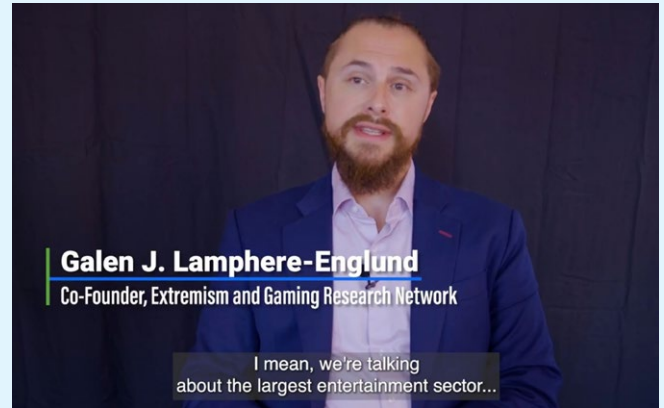 Galen J. Lamphere-Englund
Co-Founder, Extremism and Gaming Research Network
I mean, we're talking
about the largest entertainment sector...